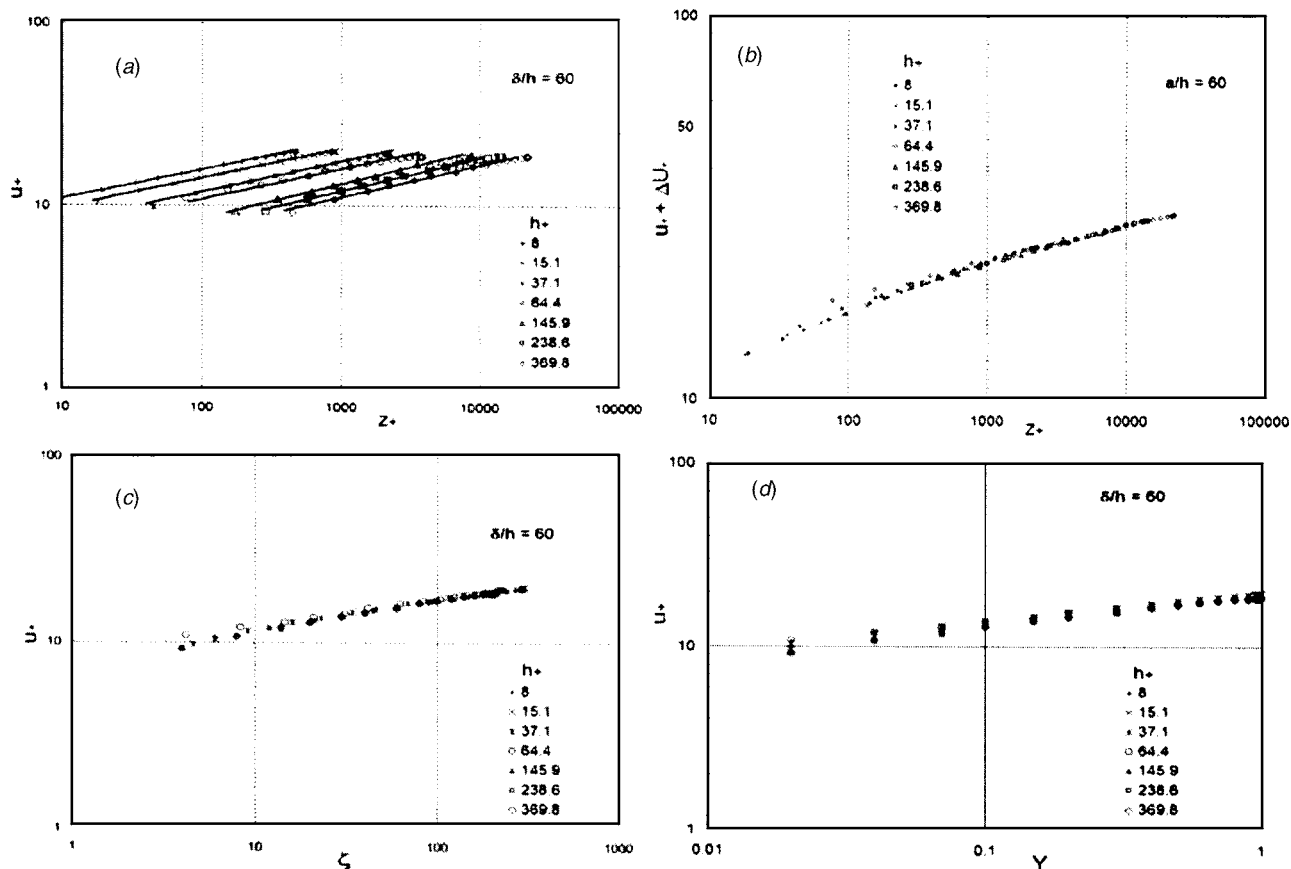 (a)
δ/h = 60
100
10
1
u₊
h₊
8
15.1
37.1
64.4
145.9
238.6
369.8
10
100
1000
10000
100000
z₊
(b)
h₊
8
15.1
37.1
64.4
145.9
238.6
369.8
a/h = 60
100
50
10
u₊ + ΔU₊
10
100
1000
10000
100000
z₊
(c)
δ/h = 60
100
10
1
u₊
h₊
8
15.1
37.1
64.4
145.9
238.6
369.8
1
10
100
1000
ζ
(d)
δ/h = 60
100
10
1
u₊
h₊
8
15.1
37.1
64.4
145.9
238.6
369.8
0.01
0.1
1
Y